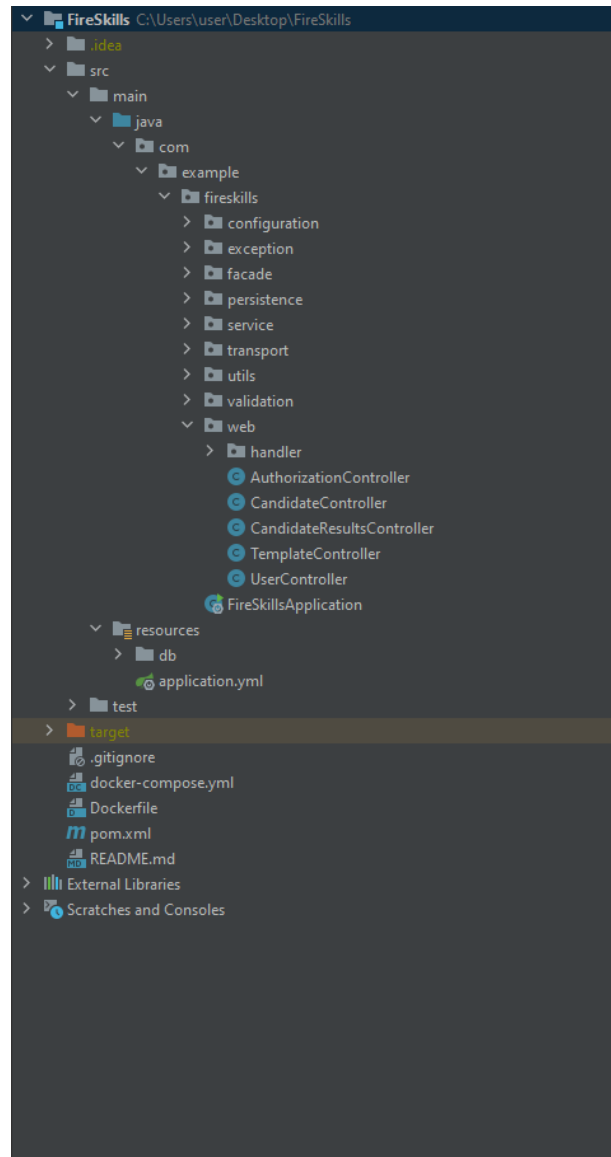 FireSkills C:\Users\user\Desktop\FireSkills
.idea
src
main
java
com
example
fireskills
configuration
exception
facade
persistence
service
transport
utils
validation
web
handler
C AuthorizationController
C CandidateController
C CandidateResultsController
C TemplateController
C UserController
FireSkillsApplication
resources
db
application.yml
test
target
.gitignore
DC docker-compose.yml
D Dockerfile
m pom.xml
MD README.md
External Libraries
Scratches and Consoles